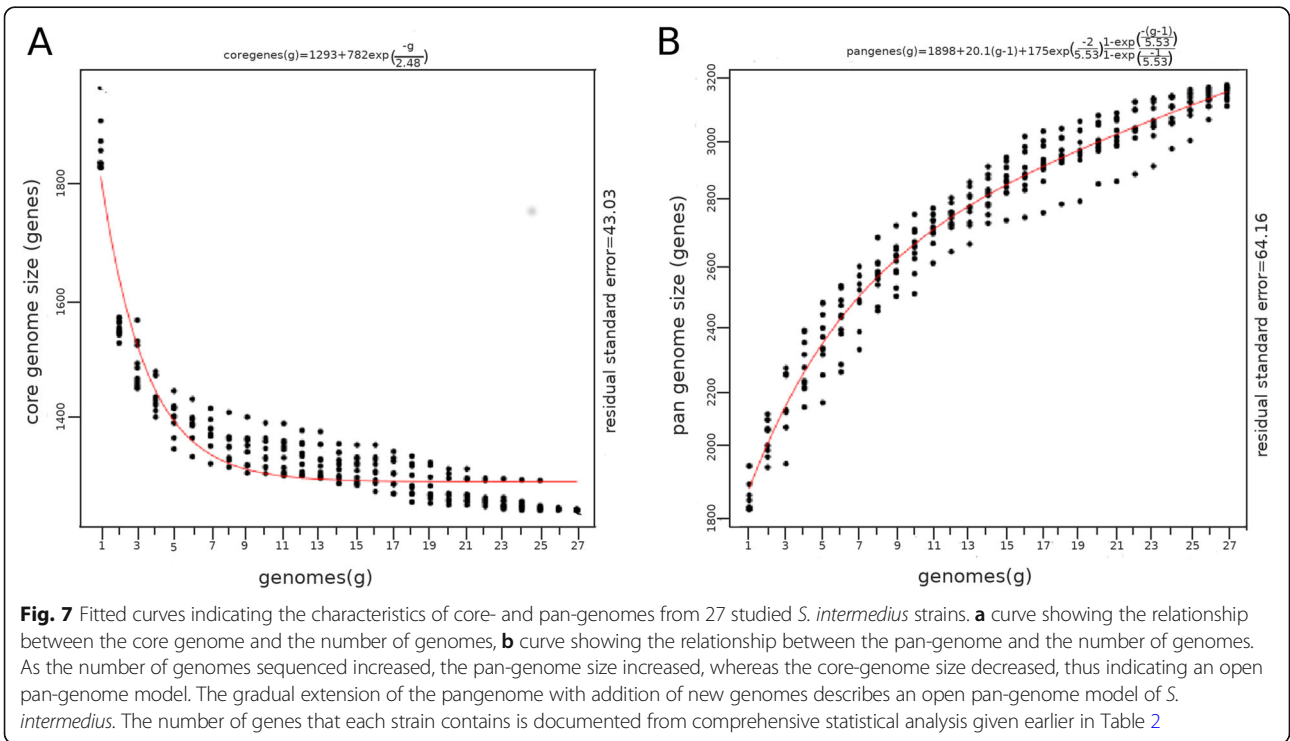 A
coregenes(g)=1293+782exp(-g/2.48)
core genome size (genes)
1800
1600
1400
1 3 5 7 9 11 13 15 17 19 21 23 25 27
genomes(g)
residual standard error=43.03
B
pangenes(g)=1898+20.1(g-1)+175exp(-2/5.53) 1-exp(-(g-1)/5.53)/1-exp(-1/5.53)
pan genome size (genes)
3200
3000
2800
2600
2400
2200
2000
1800
1 3 5 7 9 11 13 15 17 19 21 23 25 27
genomes(g)
residual standard error=64.16
Fig. 7 Fitted curves indicating the characteristics of core- and pan-genomes from 27 studied S. intermedius strains. a curve showing the relationship
between the core genome and the number of genomes, b curve showing the relationship between the pan-genome and the number of genomes.
As the number of genomes sequenced increased, the pan-genome size increased, whereas the core-genome size decreased, thus indicating an open
pan-genome model. The gradual extension of the pangenome with addition of new genomes describes an open pan-genome model of S.
intermedius. The number of genes that each strain contains is documented from comprehensive statistical analysis given earlier in Table 2